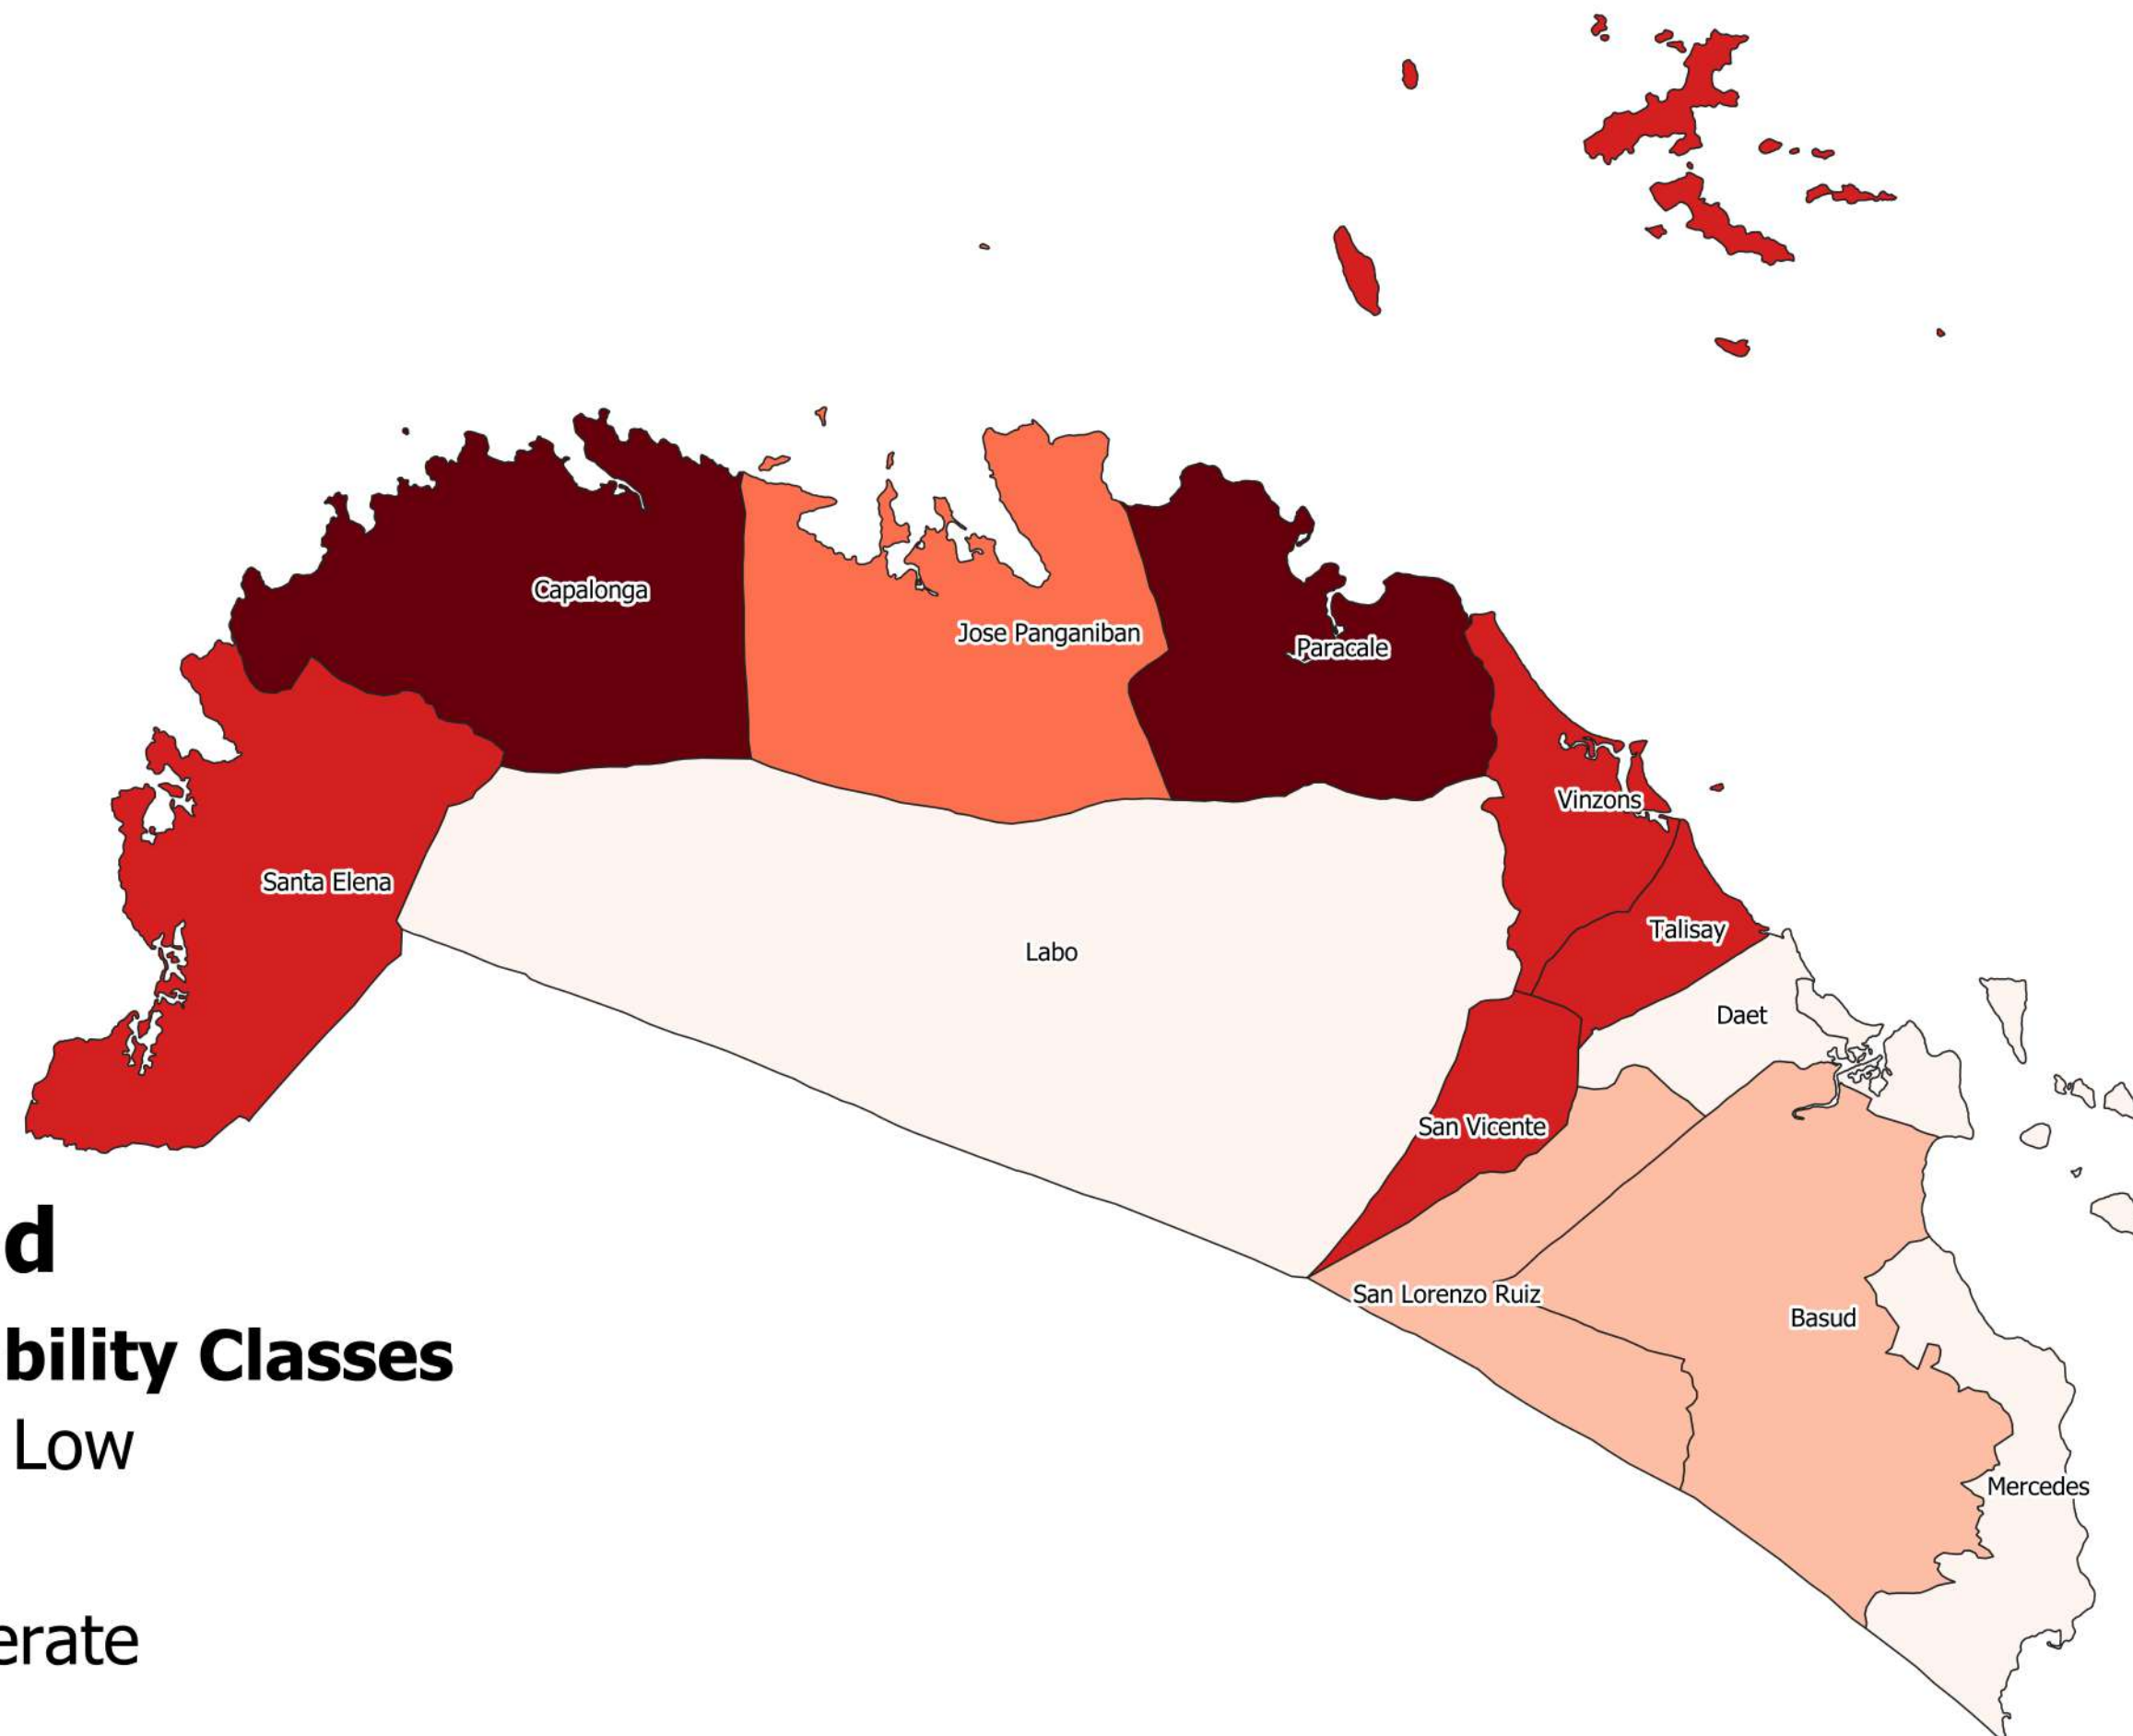 Capalonga
Jose Panganiban
Paracale
Vinzons
Santa Elena
Talisay
Labo
Daet
San Vicente
San Lorenzo Ruiz
Basud
Mercedes
d
bility Classes
Low
erate